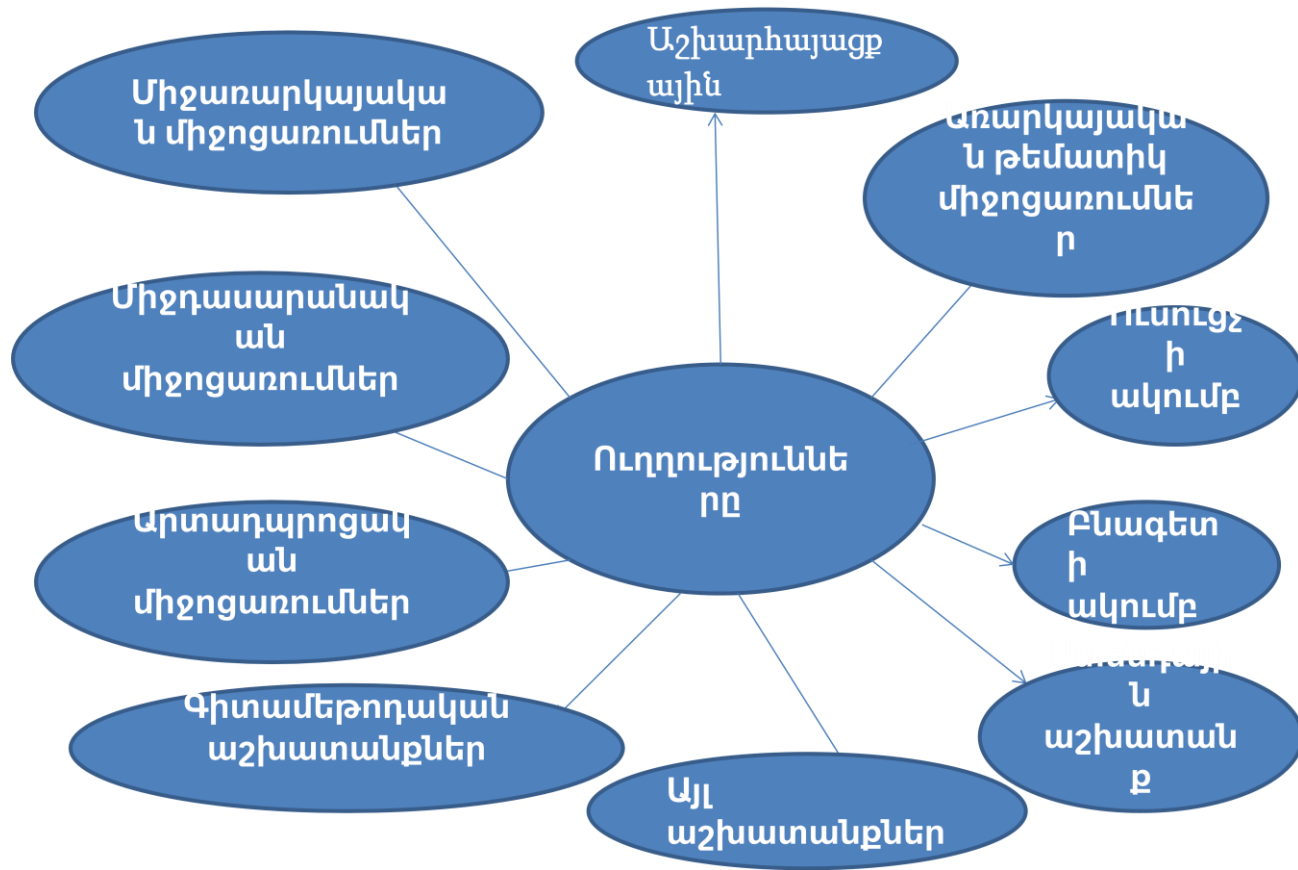 Աշխարհայացք
ային
Միջառարկայակա
ն միջոցառումներ
Առարկայակա
ն թեմատիկ
միջոցառումնե
ր
Միջդասարանակ
ան
միջոցառումներ
Ուսուցչ
ի
ակումբ
Ուղղություննե
րը
Արտադպրոցակ
ան
միջոցառումներ
Բնագետ
ի
ակումբ
ն
աշխատան
ք
Գիտամեթոդական
աշխատանքներ
Այլ
աշխատանքներ